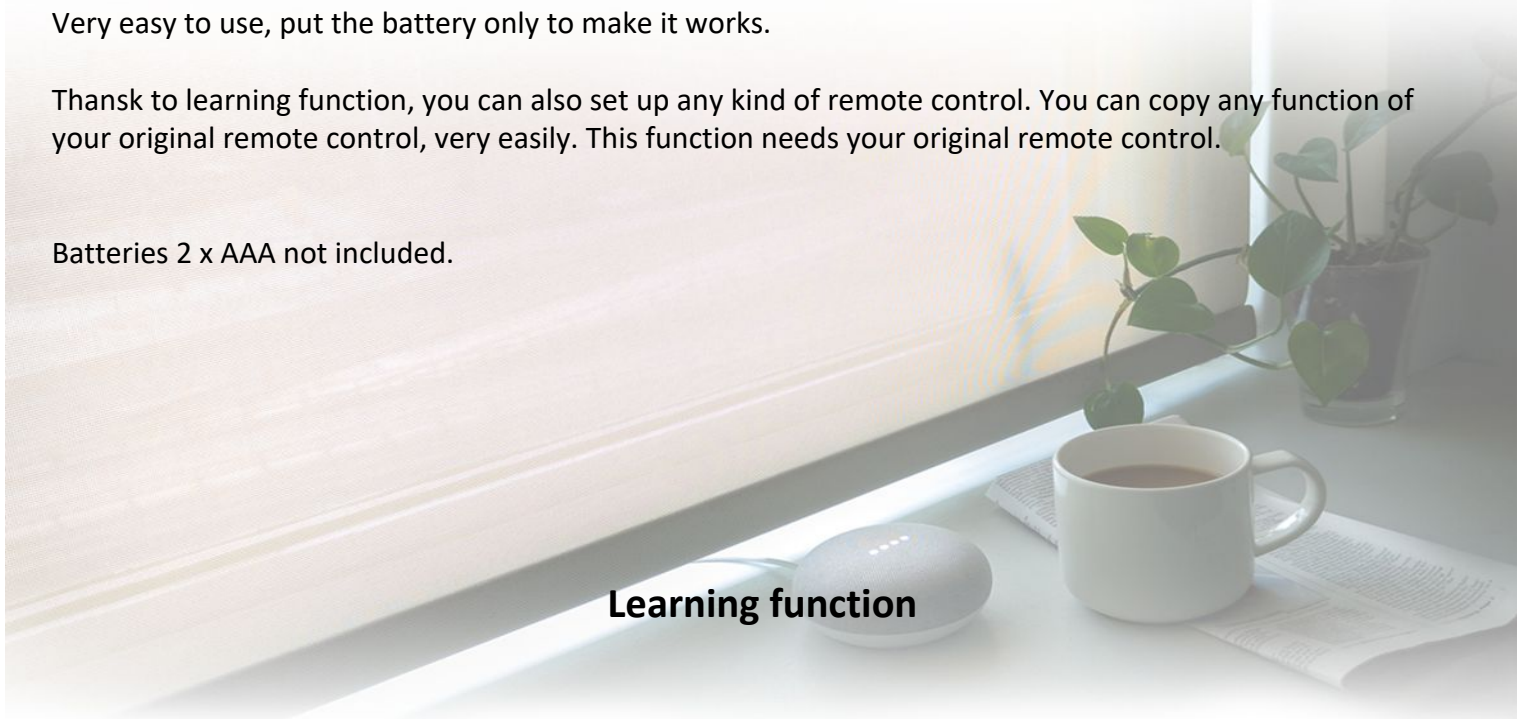 Very easy to use, put the battery only to make it works.
Thansk to learning function, you can also set up any kind of remote control. You can copy any function of
your original remote control, very easily. This function needs your original remote control.
Batteries 2 x AAA not included.
Learning function